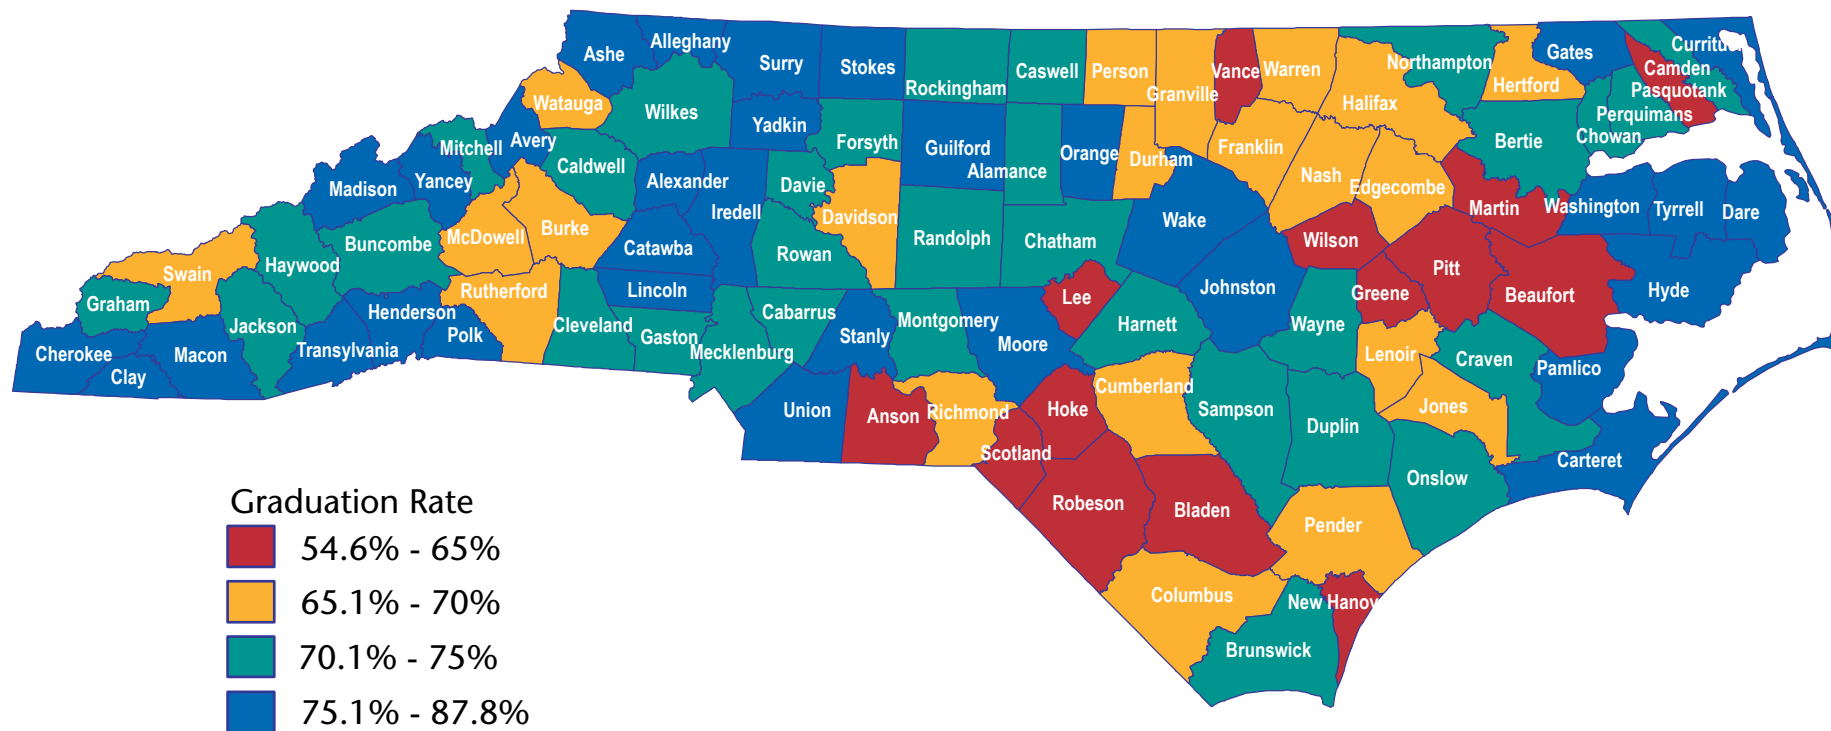 Ashe
Alleghany
Surry
Stokes
Rockingham
Caswell
Person
Granville
Vance
Warren
Halifax
Northampton
Hertford
Gates
Currituc
Camden
Pasquotank
Perquimans
Chowan
Bertie
Watauga
Wilkes
Yadkin
Forsyth
Guilford
Alamance
Orange
Durham
Franklin
Nash
Edgecombe
Martin
Washington
Tyrrell
Dare
Mitchell
Avery
Caldwell
Alexander
Iredell
Davie
Davidson
Randolph
Chatham
Wake
Wilson
Pitt
Beaufort
Hyde
Madison
Yancey
McDowell
Burke
Catawba
Rowan
Lincoln
Swain
Haywood
Buncombe
Rutherford
Graham
Jackson
Henderson
Polk
Cleveland
Gaston
Mecklenburg
Cabarrus
Stanly
Montgomery
Moore
Lee
Harnett
Johnston
Wayne
Greene
Lenoir
Craven
Pamlico
Cherokee
Clay
Macon
Transylvania
Union
Anson
Richmond
Scotland
Hoke
Cumberland
Sampson
Duplin
Jones
Onslow
Carteret
Robeson
Bladen
Pender
Columbus
New Hanov
Brunswick
Graduation Rate
54.6% - 65%
65.1% - 70%
70.1% - 75%
75.1% - 87.8%